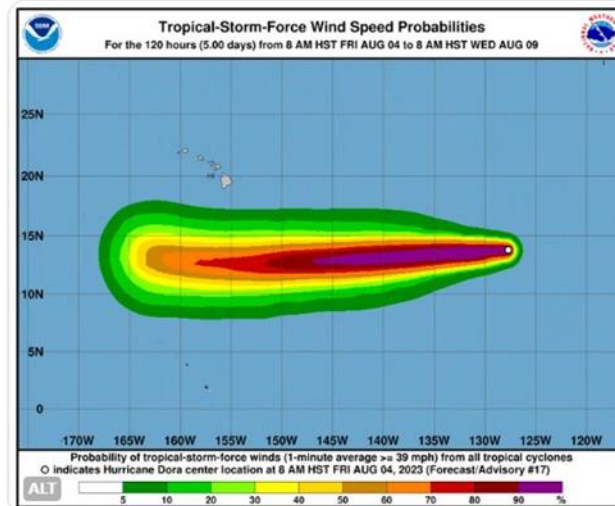 Tropical-Storm-Force Wind Speed Probabilities
For the 120 hours (5.00 days) from 8 AM HST FRI AUG 04 to 8 AM HST WED AUG 09
25N
20N
15N
10N
5N
0
170W 165W 160W 155W 150W 145W 140W 135W 130W 125W 120W
Probability of tropical-storm-force winds (1-minute average >= 39 mph) from all tropical cyclones
O indicates Hurricane Dora center location at 8 AM HST FRI AUG 04, 2023 (Forecast/Advisory #17)
ALT
5 10 20 30 40 50 60 70 80 90 %